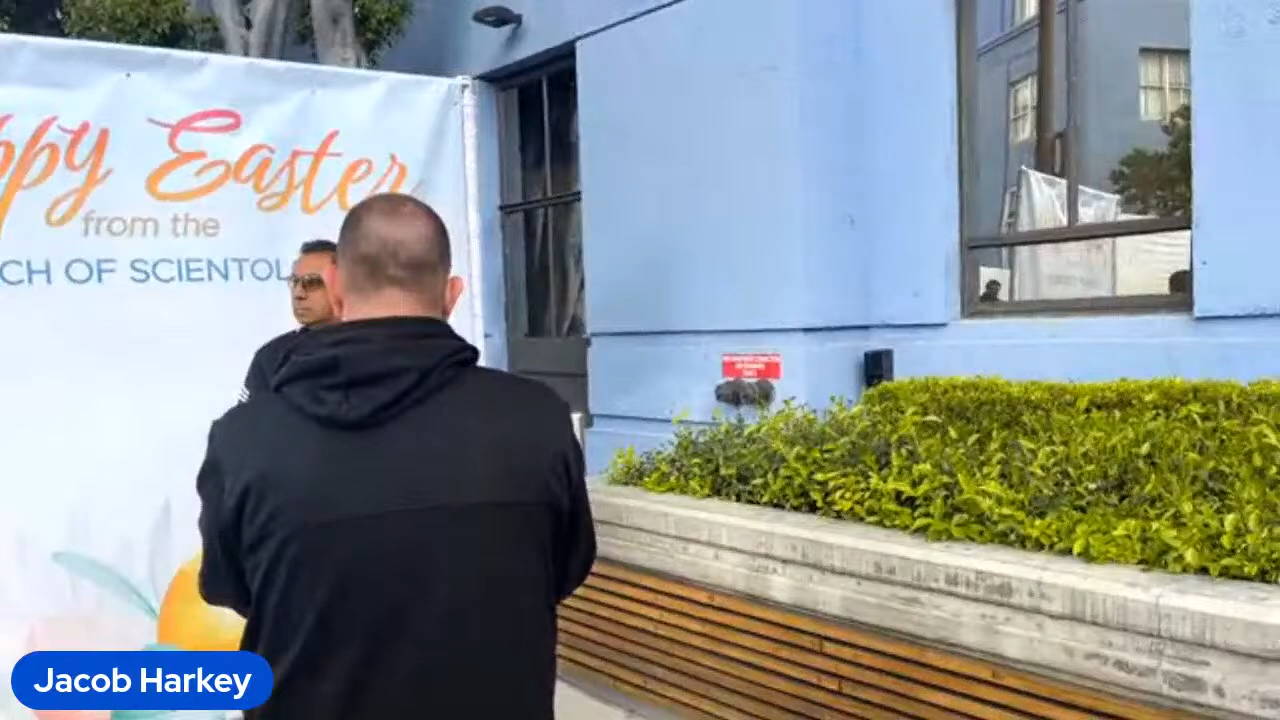 ppy Easter
from the
CH OF SCIENTOL
Jacob Harkey